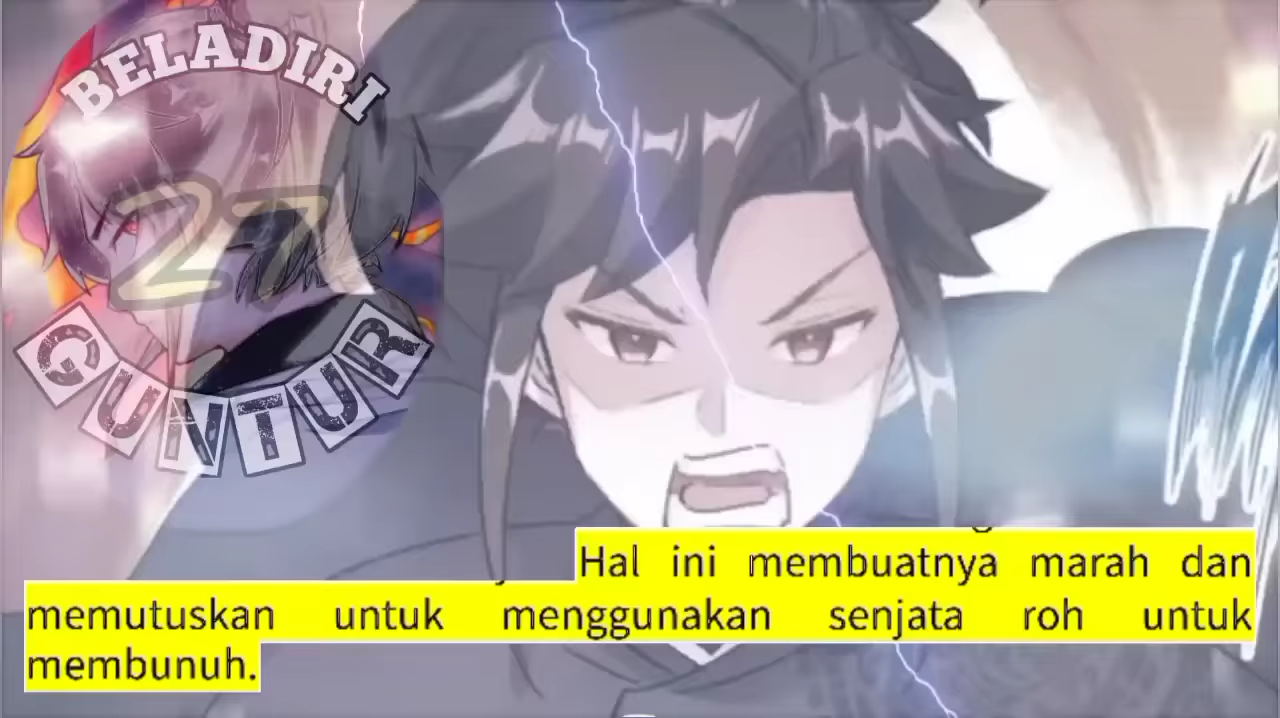 BELADIRI
27
GUNTUR
Hal ini membuatnya marah dan
memutuskan untuk menggunakan senjata roh untuk
membunuh.